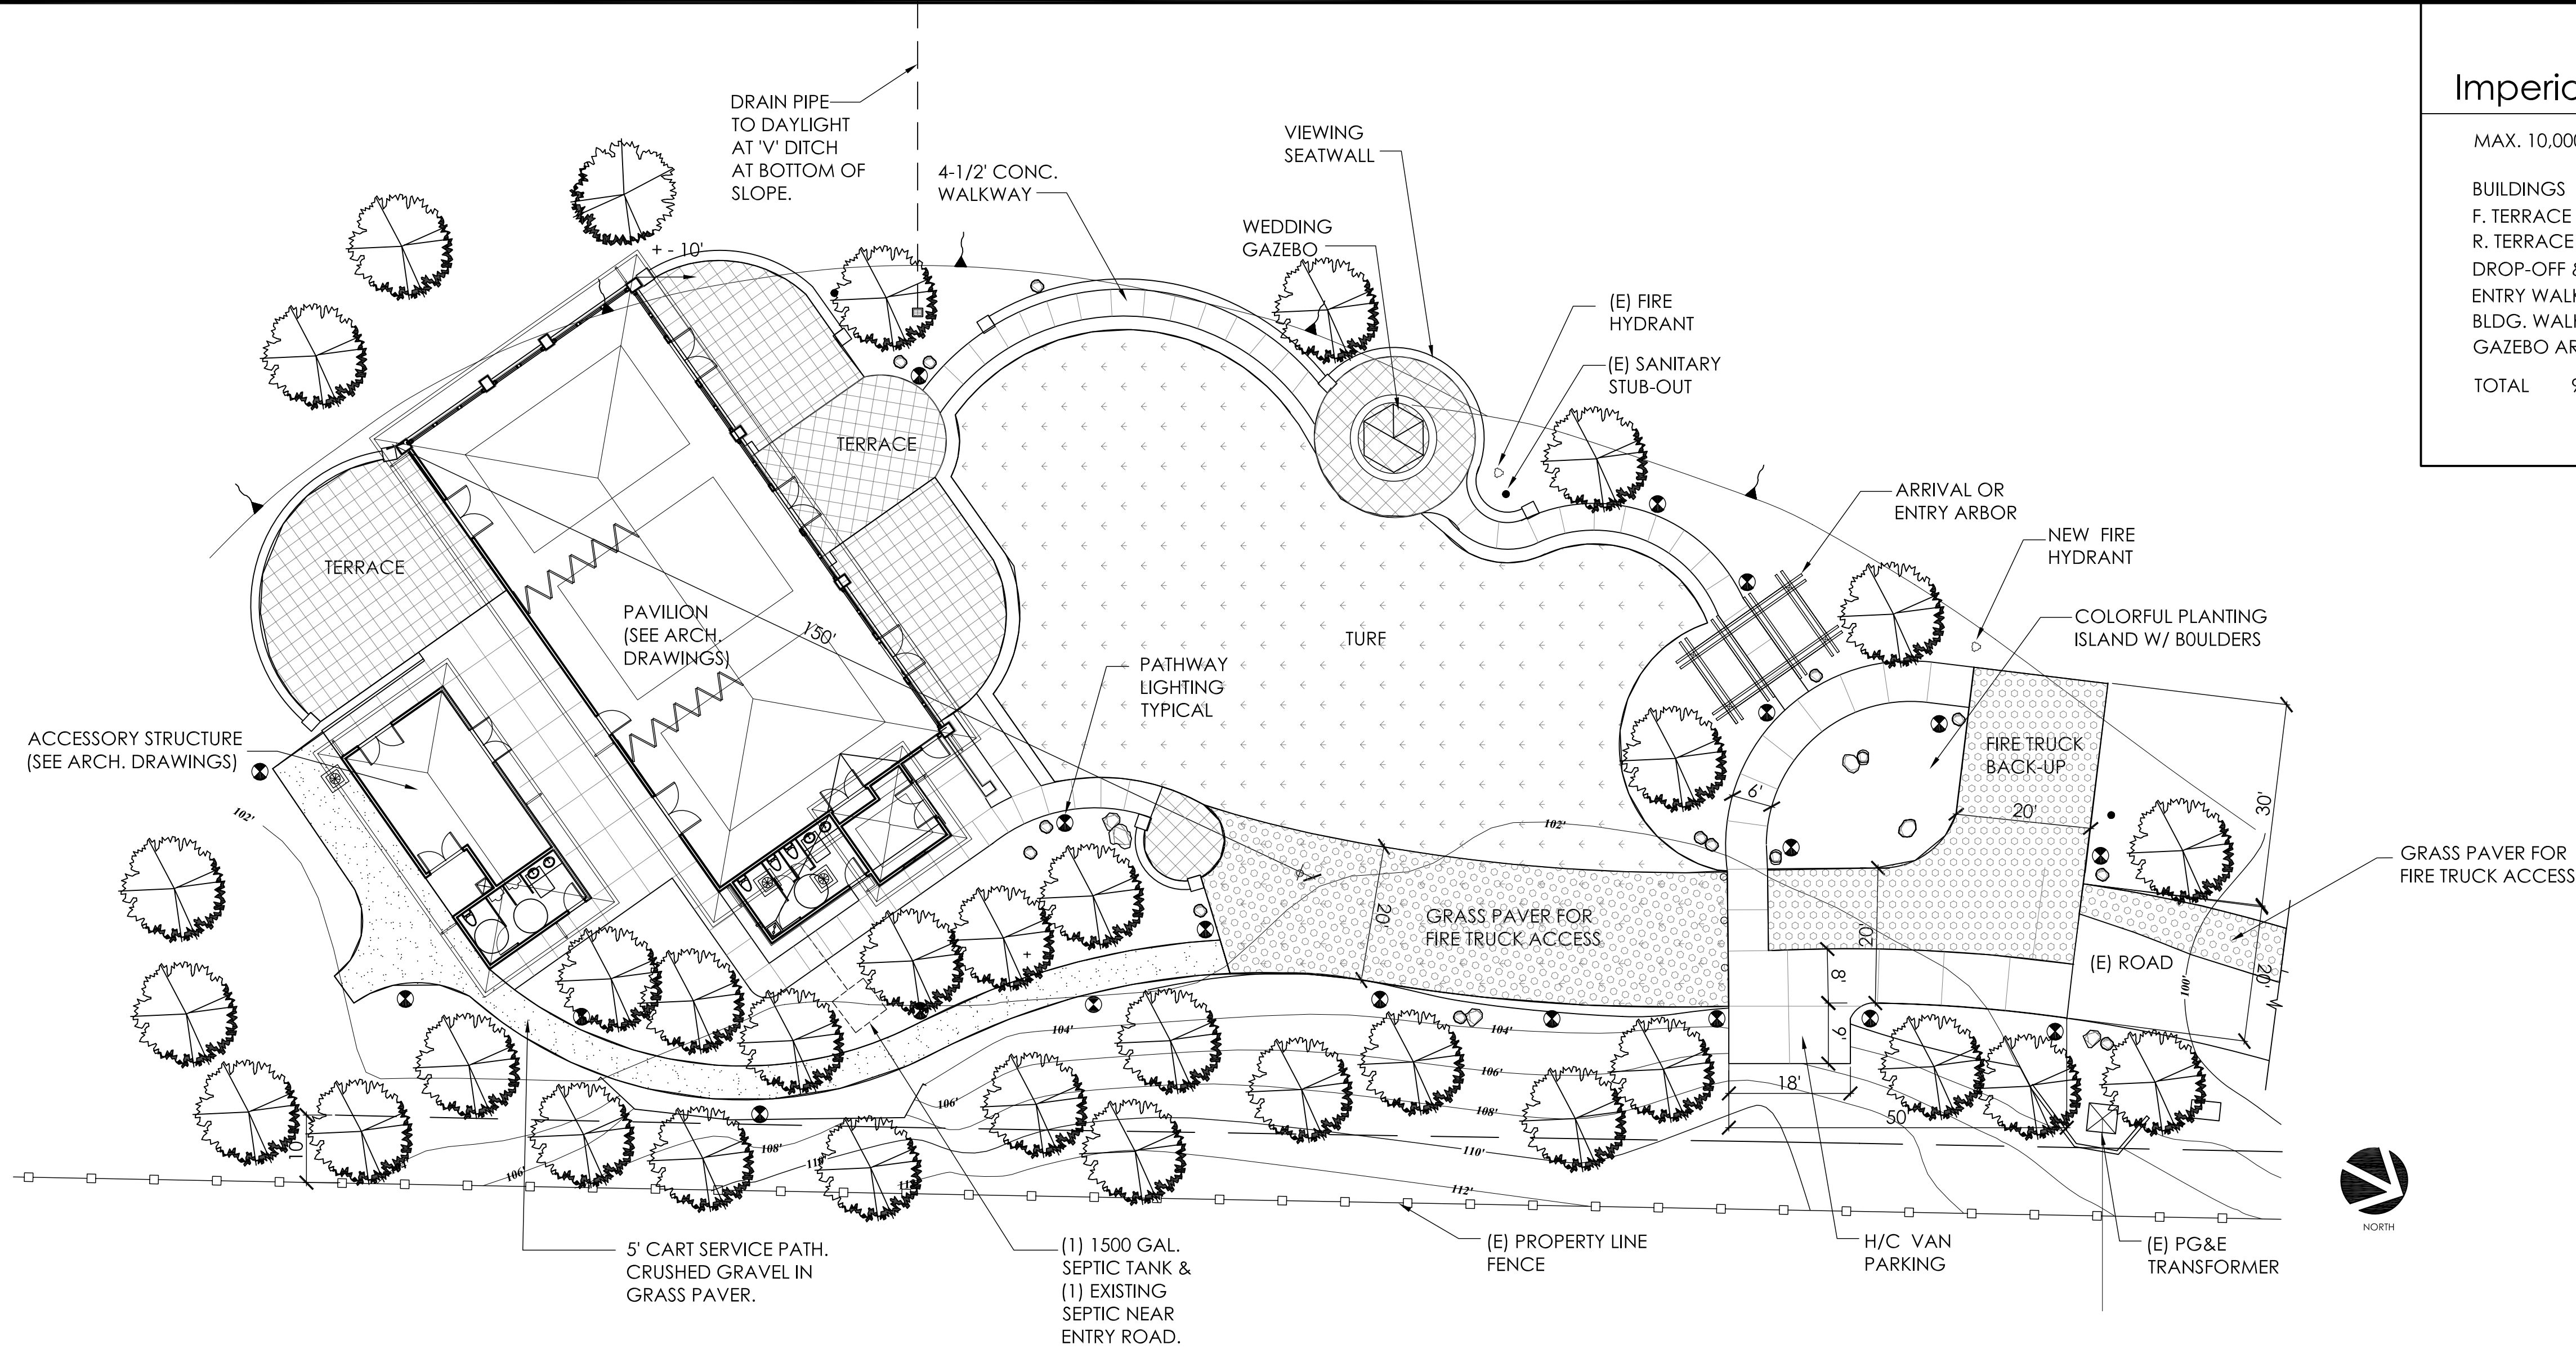 DRAIN PIPE
TO DAYLIGHT
AT 'V' DITCH
AT BOTTOM OF
SLOPE.
4-1/2' CONC.
WALKWAY
VIEWING
SEATWALL
WEDDING
GAZEBO
(E) FIRE
HYDRANT
(E) SANITARY
STUB-OUT
ARRIVAL OR
ENTRY ARBOR
NEW FIRE
HYDRANT
COLORFUL PLANTING
ISLAND W/ BOULDERS
+ - 10'
TERRACE
TERRACE
PAVILION
(SEE ARCH.
DRAWINGS)
150'
TURF
PATHWAY
LIGHTING
TYPICAL
ACCESSORY STRUCTURE
(SEE ARCH. DRAWINGS)
FIRE TRUCK
BACK-UP
20'
30'
6'
GRASS PAVER FOR
FIRE TRUCK ACCESS
20'
GRASS PAVER FOR
FIRE TRUCK ACCESS
20'
8'
9'
18'
50'
(E) ROAD
20'
102'
102'
100'
104'
104'
106'
106'
106'
108'
108'
110'
110'
112'
10'
5' CART SERVICE PATH.
CRUSHED GRAVEL IN
GRASS PAVER.
(1) 1500 GAL.
SEPTIC TANK &
(1) EXISTING
SEPTIC NEAR
ENTRY ROAD.
(E) PROPERTY LINE
FENCE
H/C VAN
PARKING
(E) PG&E
TRANSFORMER
NORTH
MAX. 10,000
BUILDINGS
F. TERRACE
R. TERRACE
DROP-OFF &
ENTRY
BLDG.
GAZEBO
TOTAL 9